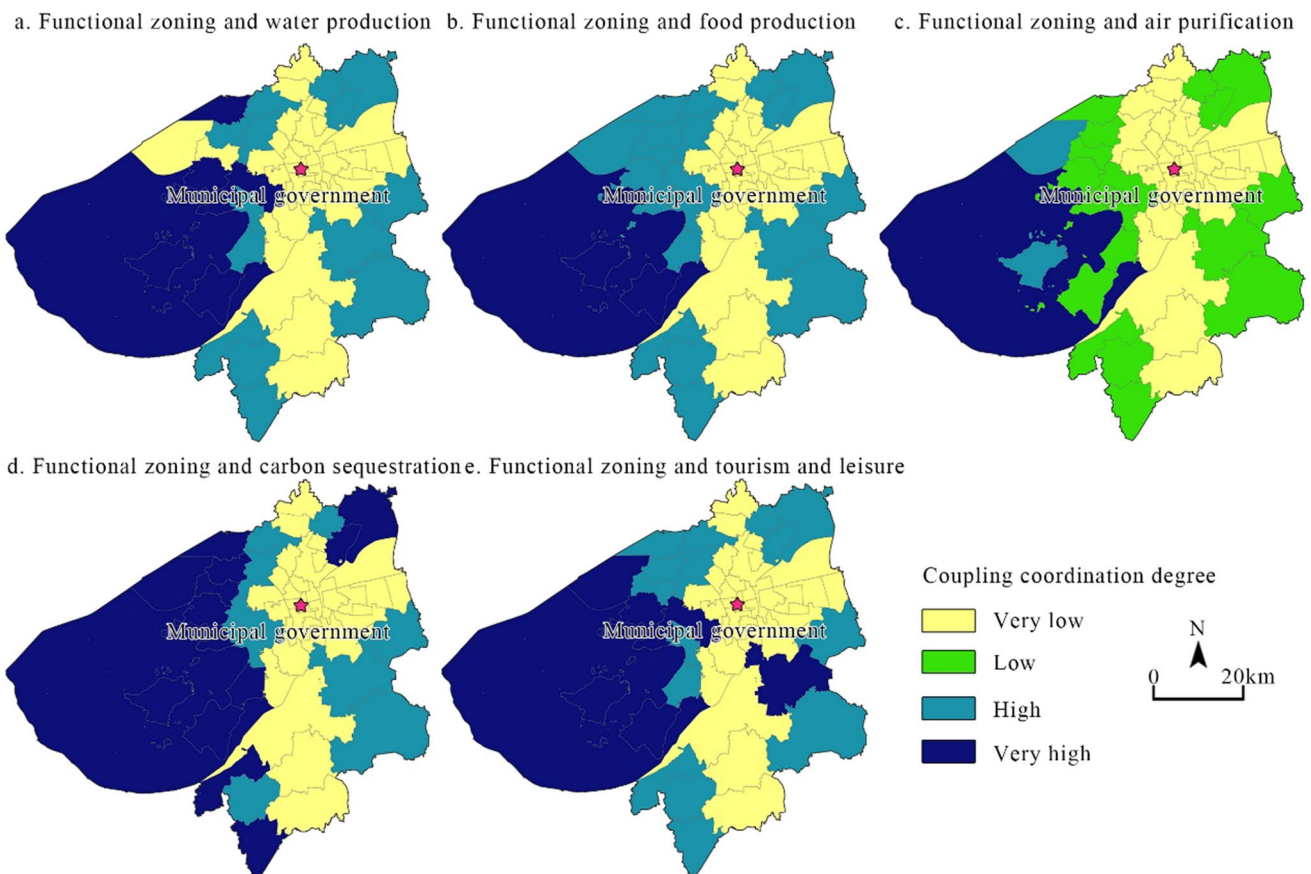 a. Functional zoning and water production
b. Functional zoning and food production
c. Functional zoning and air purification
Municipal government
Municipal government
Municipal government
d. Functional zoning and carbon sequestration
e. Functional zoning and tourism and leisure
Municipal government
Municipal government
Coupling coordination degree
Very low
Low
High
Very high
N
0 20km